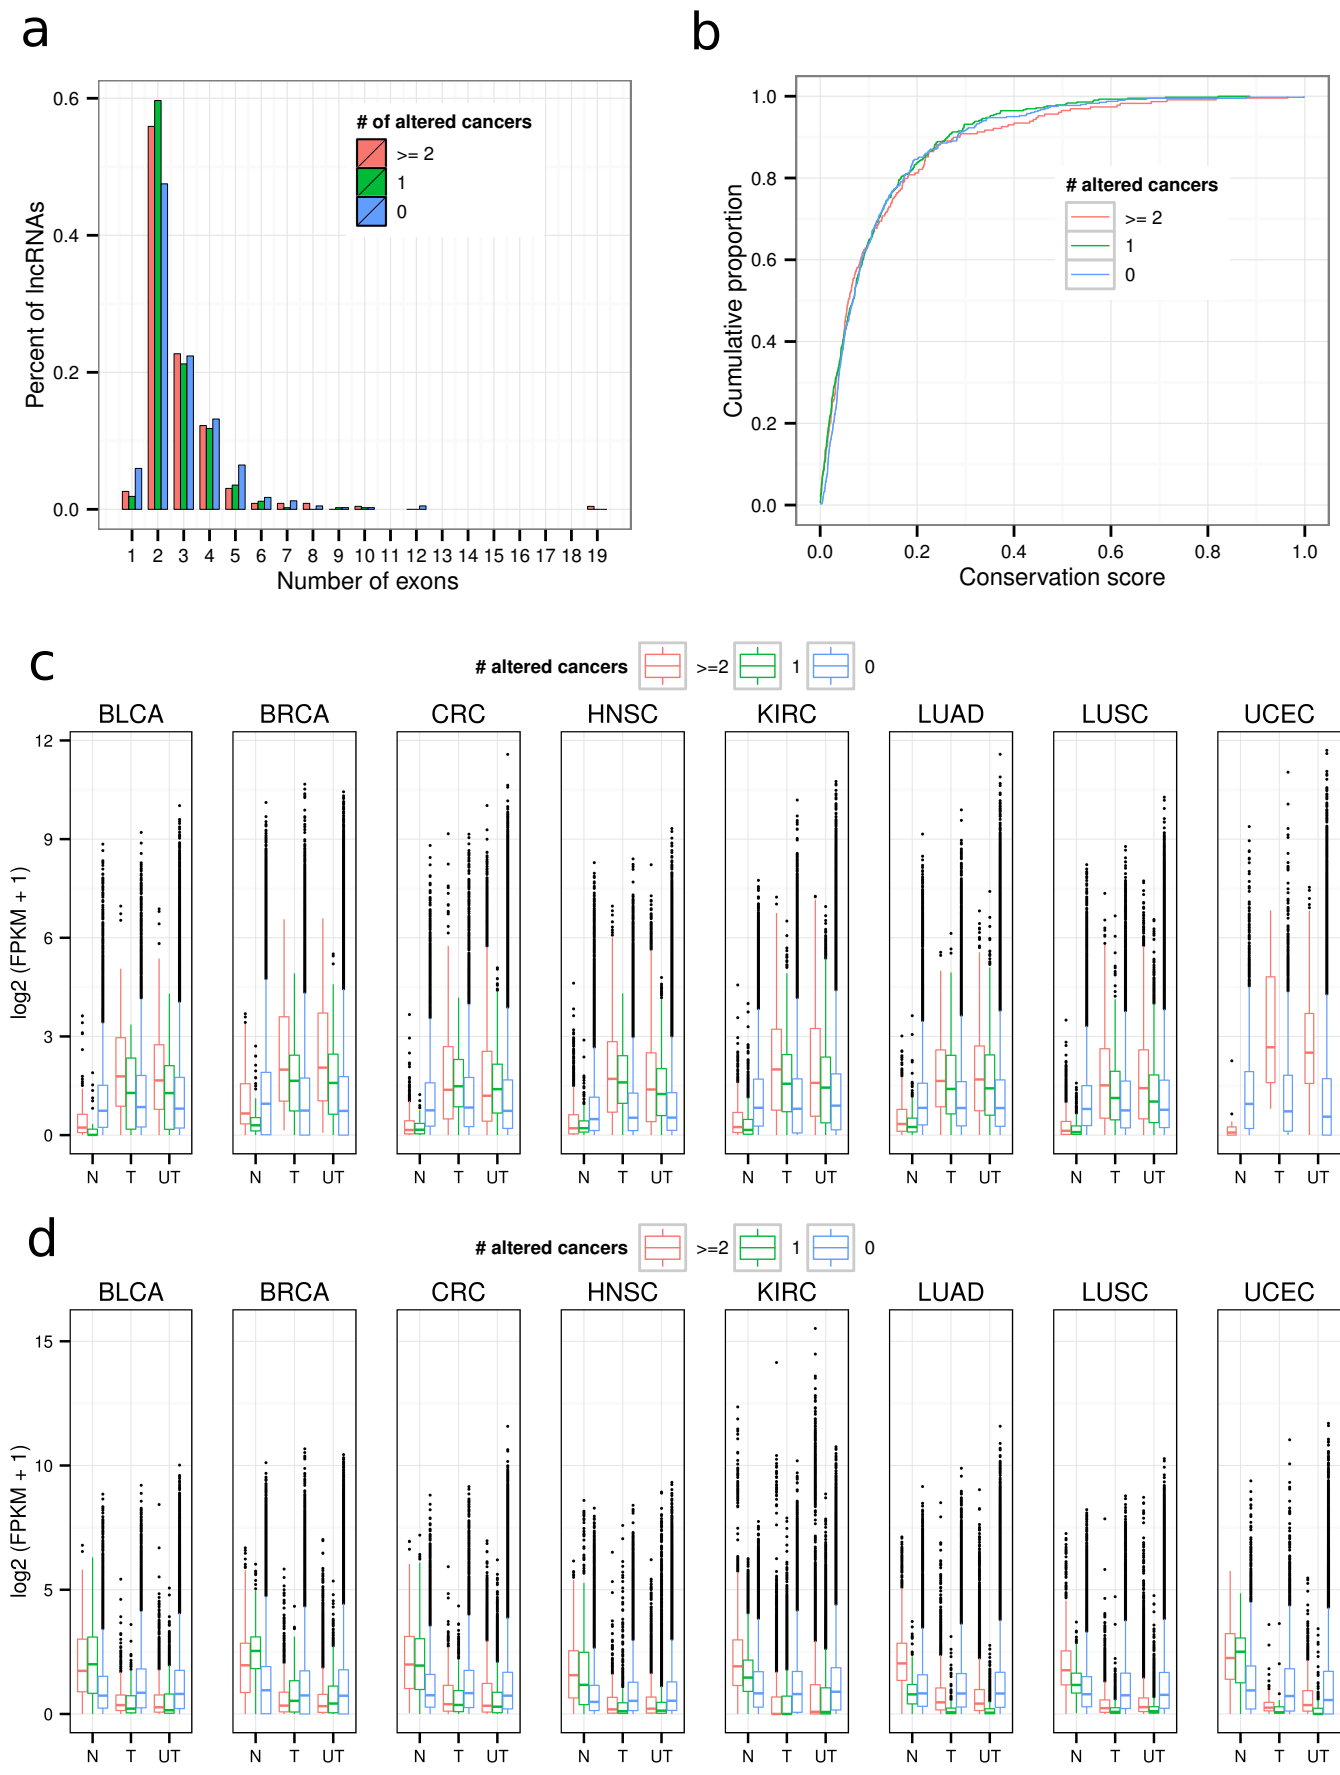 a
# of altered cancers
>= 2
1
0
Percent of lncRNAs
0.6
0.4
0.2
0.0
1 2 3 4 5 6 7 8 9 10 12 13 14 15 16 17 18 19
Number of exons
b
# altered cancers
>= 2
1
0
Cumulative proportion
1.0
0.8
0.6
0.4
0.2
0.0
0.0 0.2 0.4 0.6 0.8 1.0
Conservation score
c
# altered cancers >=2 1 0
BLCA BRCA CRC HNSC KIRC LUAD LUSC UCEC
log2 (FPKM + 1)
12
9
6
3
0
N T UT N T UT N T UT N T UT N T UT N T UT N T UT N T UT
d
# altered cancers >=2 1 0
BLCA BRCA CRC HNSC KIRC LUAD LUSC UCEC
log2 (FPKM + 1)
15
10
5
0
N T UT N T UT N T UT N T UT N T UT N T UT N T UT N T UT